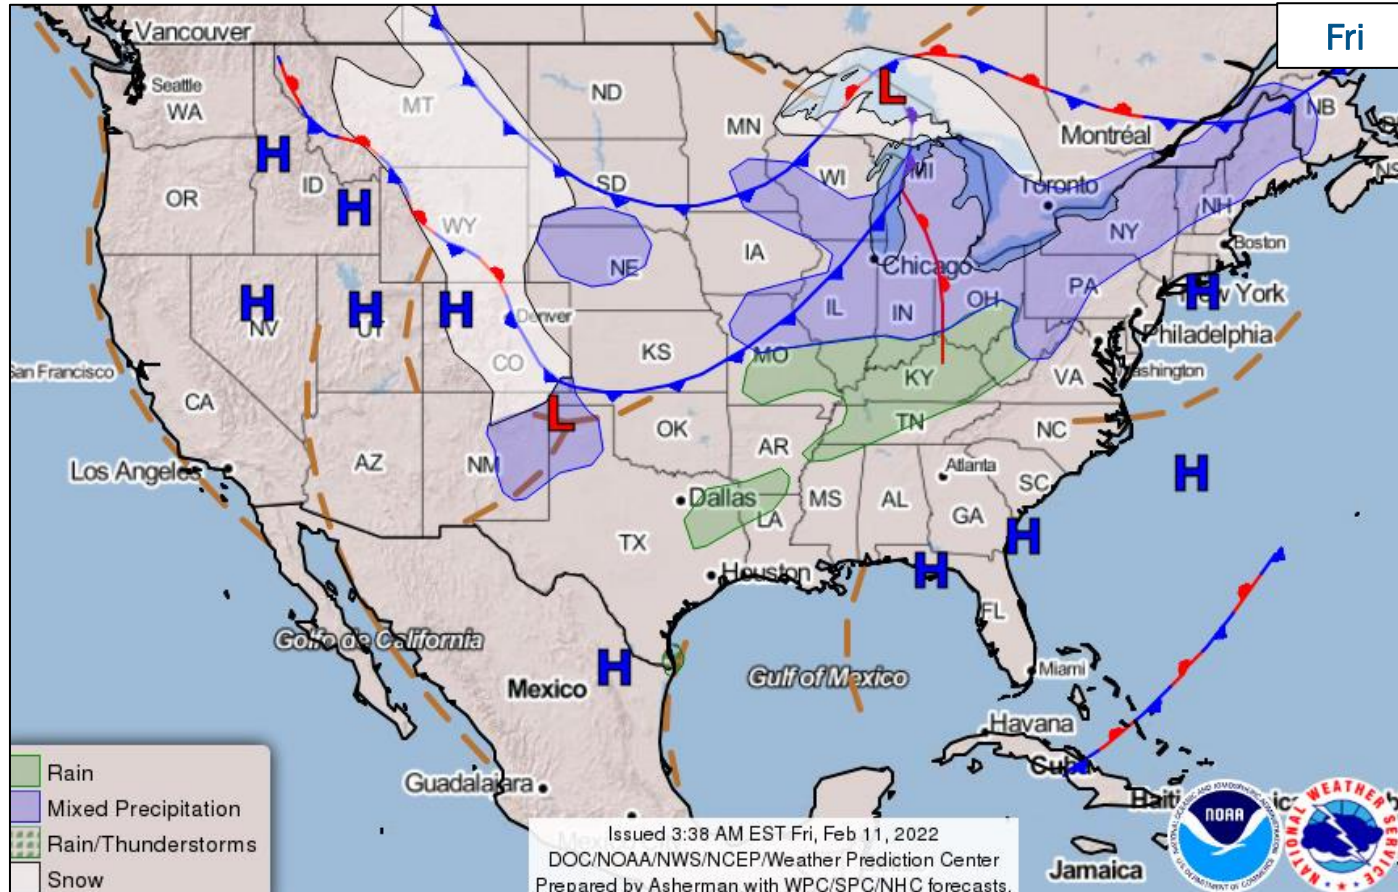 Fri
Vancouver
Seattle
WA
MT
ND
MN
Montréal
NB
NS
OR
ID
WY
SD
WI
MI
Toronto
NH
NY
Boston
L
H
H
IA
NE
Chicago
IL
IN
OH
PA
H
New York
Philadelphia
H
NV
H
UT
H
Denver
CO
KS
MO
KY
VA
Washington
San Francisco
CA
L
OK
TN
NC
Los Angeles
AZ
NM
AR
Atlanta
SC
H
Dallas
MS
AL
GA
LA
TX
H
H
Houston
FL
Golfo de California
H
Mexico
Gulf of Mexico
Miami
Havana
Cuba
Guadalajara
Haiti
Jamaica
Rain
Mixed Precipitation
Rain/Thunderstorms
Snow
Issued 3:38 AM EST Fri, Feb 11, 2022
DOC/NOAA/NWS/NCEP/Weather Prediction Center
Prepared by Asherman with WPC/SPC/NHC forecasts.
NOAA
NATIONAL WEATHER SERVICE